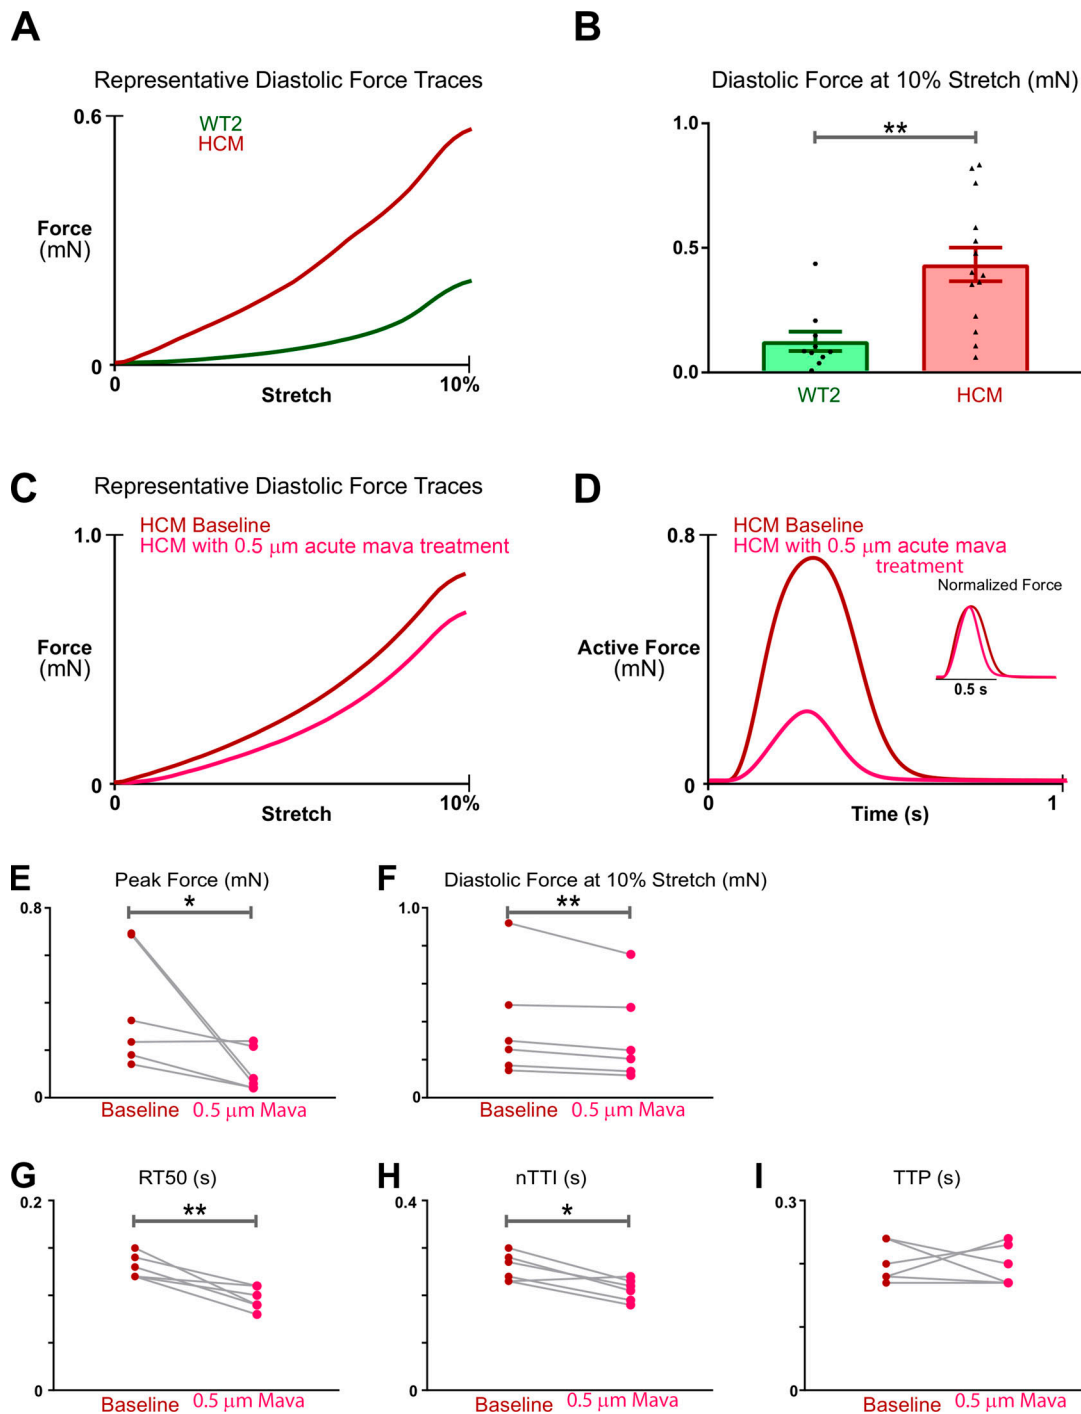 A
Representative Diastolic Force Traces
0.6
WT2
HCM
Force
(mN)
0
0
10%
Stretch
B
Diastolic Force at 10% Stretch (mN)
1.0
**
0.5
0.0
WT2
HCM
C
Representative Diastolic Force Traces
HCM Baseline
1.0
HCM with 0.5 μm acute mava treatment
Force
(mN)
0
0
10%
Stretch
D
HCM Baseline
0.8
HCM with 0.5 μm acute mava
treatment
Normalized Force
Active Force
(mN)
0.5 s
0
0
1
Time (s)
E
Peak Force (mN)
0.8
*
0
Baseline 0.5 μm Mava
F
Diastolic Force at 10% Stretch (mN)
1.0
**
0
Baseline 0.5 μm Mava
G
RT50 (s)
0.2
**
0
Baseline 0.5 μm Mava
H
nTTI (s)
0.4
*
0
Baseline 0.5 μm Mava
I
TTP (s)
0.3
0
Baseline 0.5 μm Mava